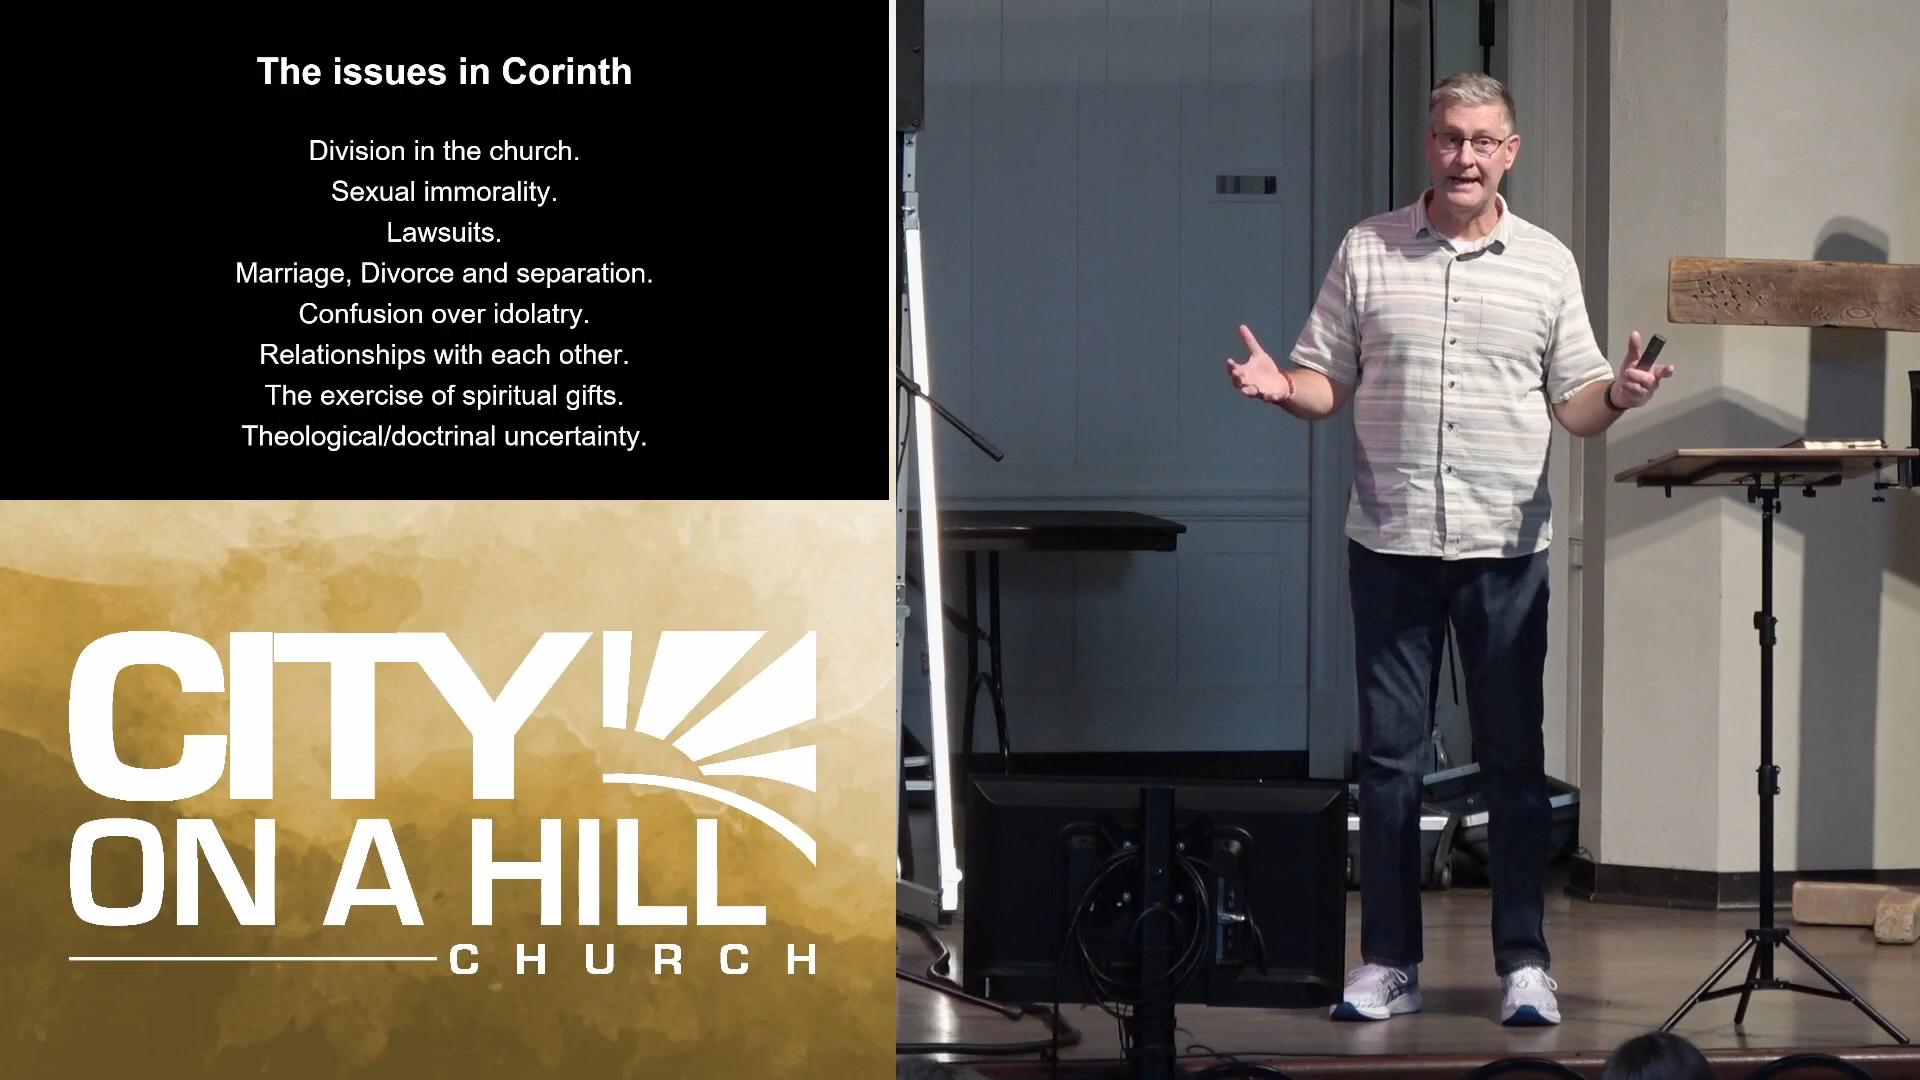 The issues in Corinth
Division in the church.
Sexual immorality.
Lawsuits.
Marriage, Divorce and separation.
Confusion over idolatry.
Relationships with each other.
The exercise of spiritual gifts.
Theological/doctrinal uncertainty.
CITY
ON A HILL
CHURCH